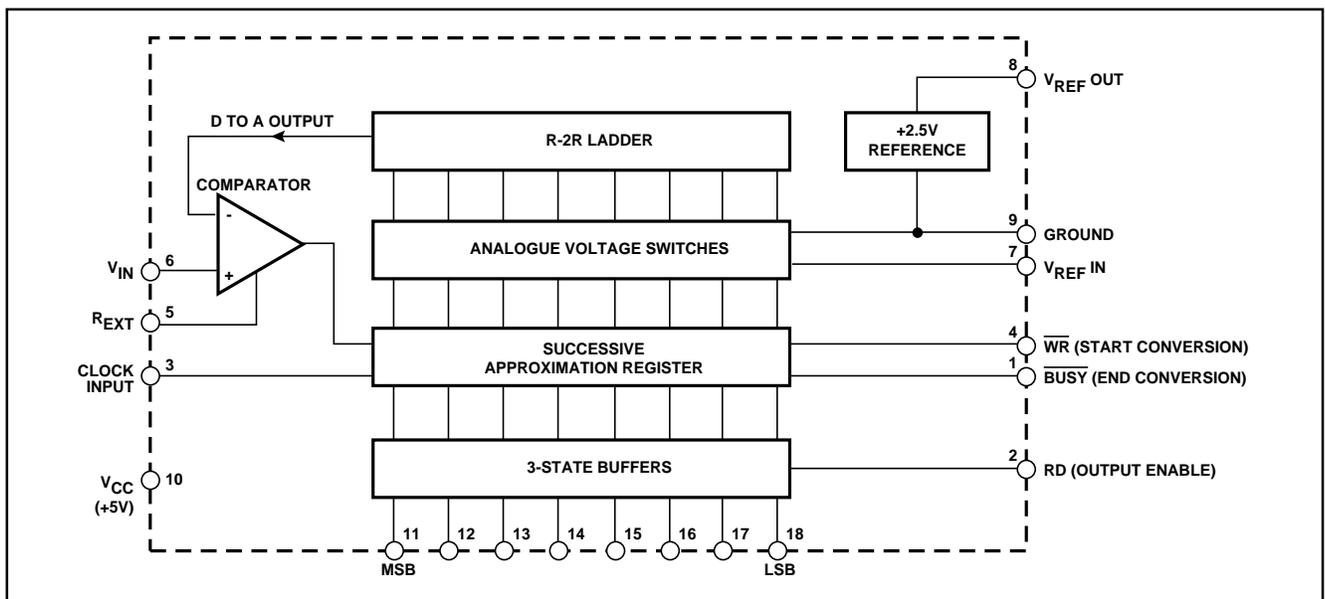 8
V_REF OUT
D TO A OUTPUT
R-2R LADDER
+2.5V
REFERENCE
COMPARATOR
-
+
9
GROUND
ANALOGUE VOLTAGE SWITCHES
7
V_REF IN
V_IN
6
R_EXT
5
4
W̅R̅ (START CONVERSION)
SUCCESSIVE
APPROXIMATION REGISTER
CLOCK
INPUT
3
1
B̅U̅S̅Y̅ (END CONVERSION)
3-STATE BUFFERS
2
RD (OUTPUT ENABLE)
V_CC
(+5V)
10
11 12 13 14 15 16 17 18
MSB LSB